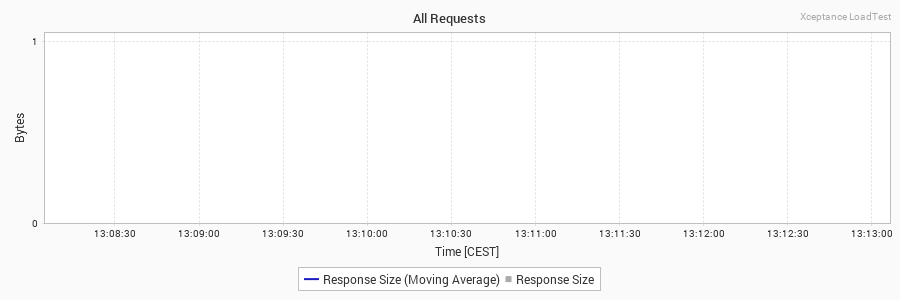 All Requests
Xceptance LoadTest
1
Bytes
0
13:08:30 13:09:00 13:09:30 13:10:00 13:10:30 13:11:00 13:11:30 13:12:00 13:12:30 13:13:00
Time [CEST]
Response Size (Moving Average) Response Size